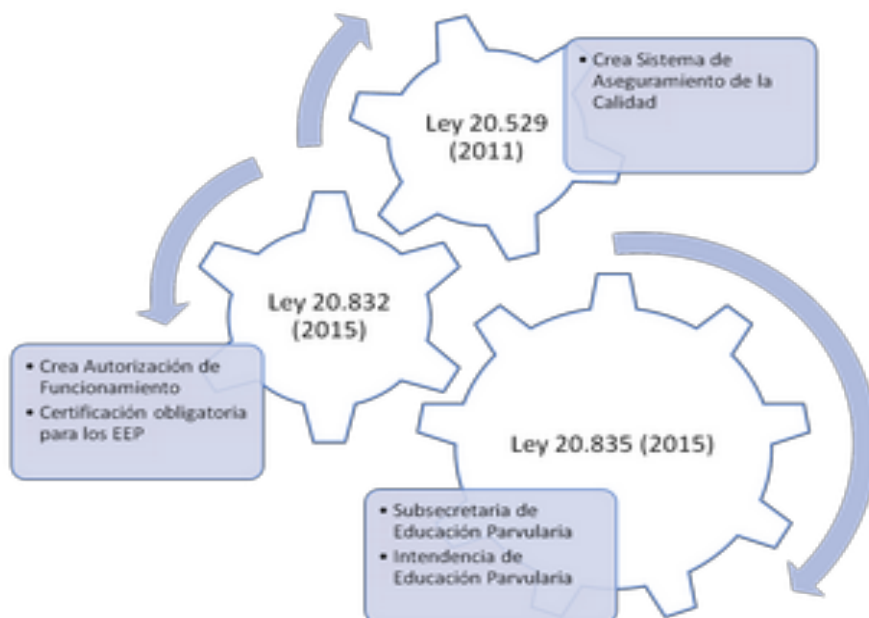 • Crea Sistema de
Aseguramiento de la
Calidad
Ley 20.529
(2011)
Ley 20.832
(2015)
• Crea Autorización de
Funcionamiento
• Certificación obligatoria
para los EEP
Ley 20.835 (2015)
• Subsecretaria de
Educación Parvularia
• Intendencia de
Educación Parvularia